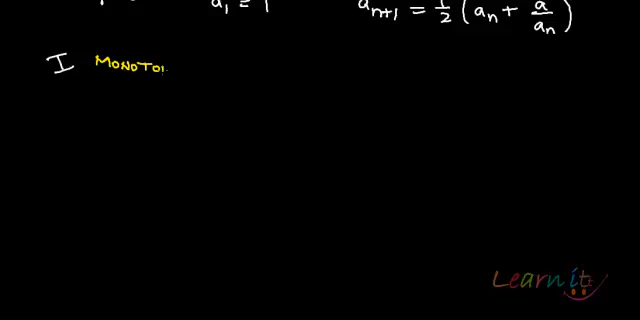 a₁ = 1 aₙ₊₁ = 1/2 (aₙ + a/aₙ)
I MONOTO
Learnit